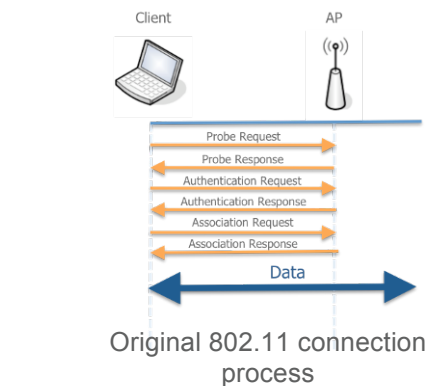 Client AP
Probe Request
Probe Response
Authentication Request
Authentication Response
Association Request
Association Response
Data
Original 802.11 connection
process